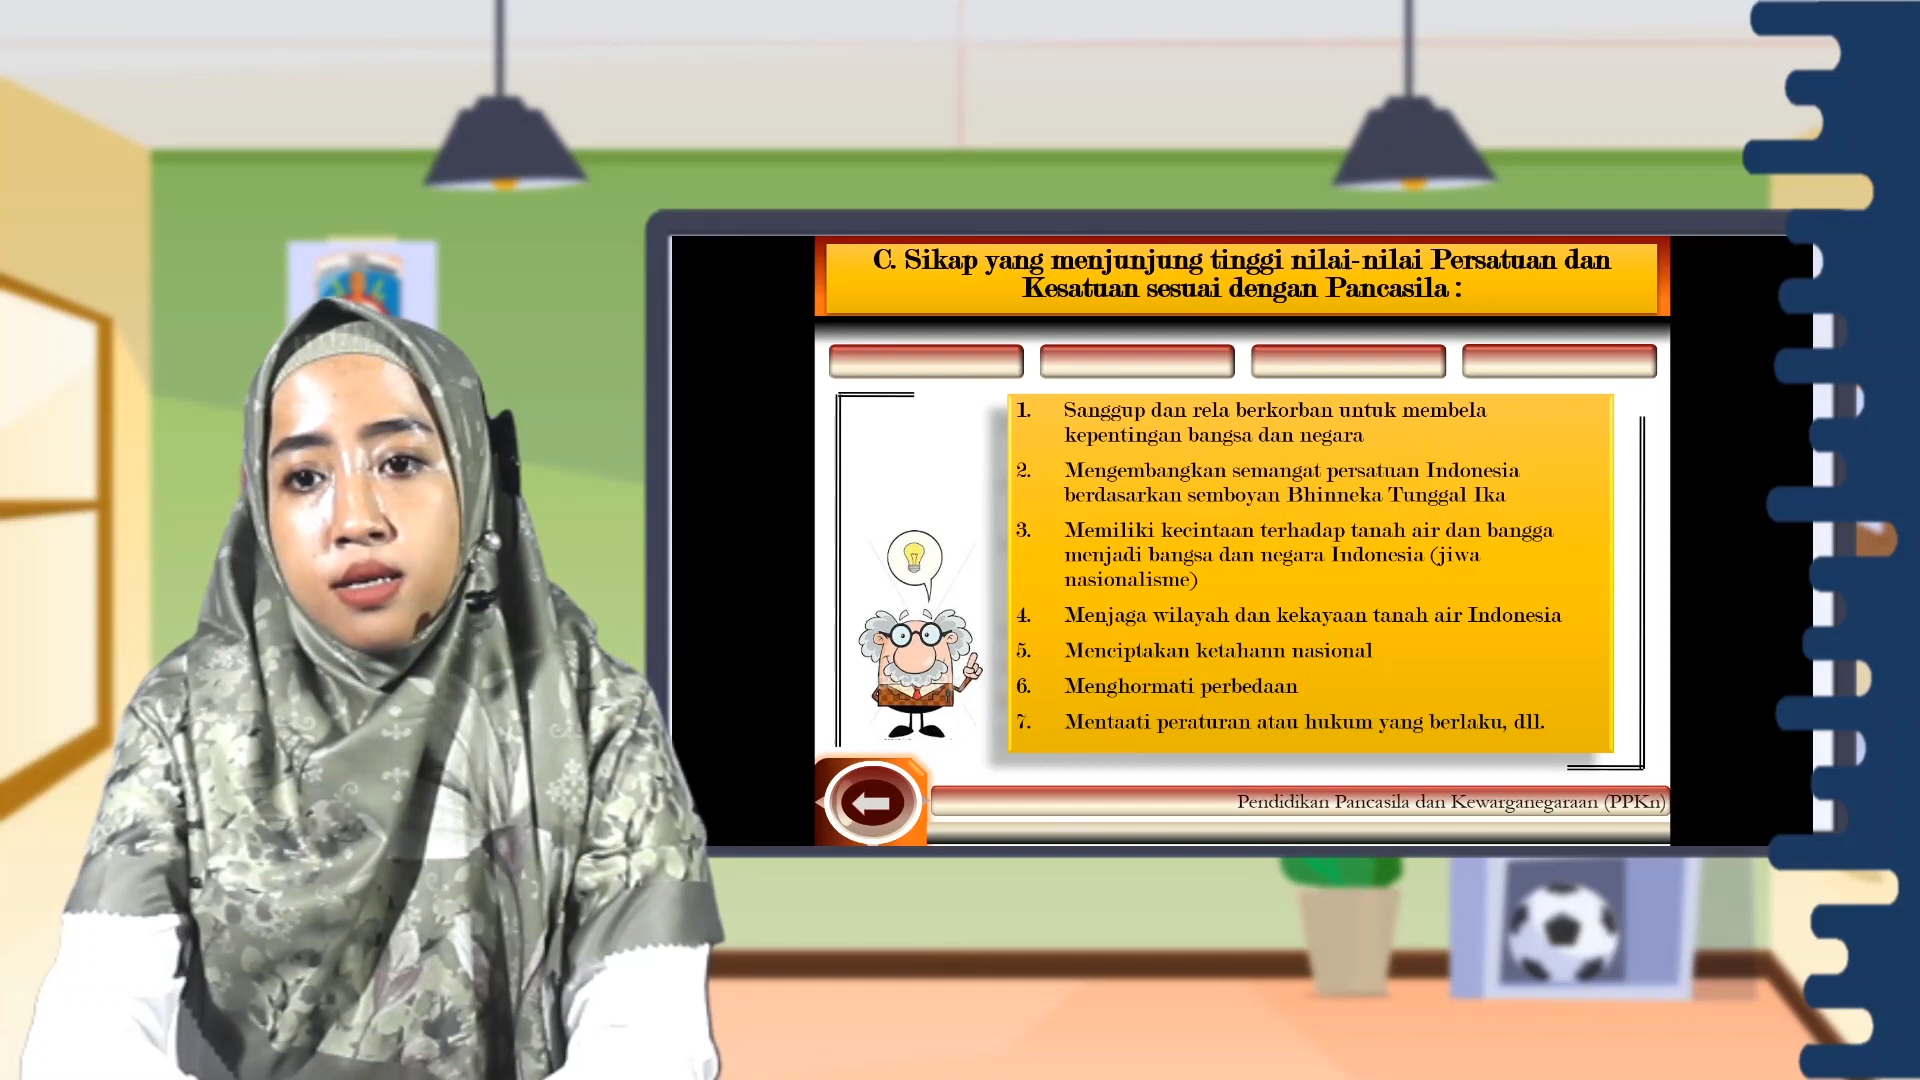 C. Sikap yang menjunjung tinggi nilai-nilai Persatuan dan
Kesatuan sesuai dengan Pancasila :
1. Sanggup dan rela berkorban untuk membela
kepentingan bangsa dan negara
2. Mengembangkan semangat persatuan Indonesia
berdasarkan semboyan Bhinneka Tunggal Ika
3. Memiliki kecintaan terhadap tanah air dan bangga
menjadi bangsa dan negara Indonesia (jiwa
nasionalisme)
4. Menjaga wilayah dan kekayaan tanah air Indonesia
5. Menciptakan ketahann nasional
6. Menghormati perbedaan
7. Mentaati peraturan atau hukum yang berlaku, dll.
Pendidikan Pancasila dan Kewarganegaraan (PPKn)